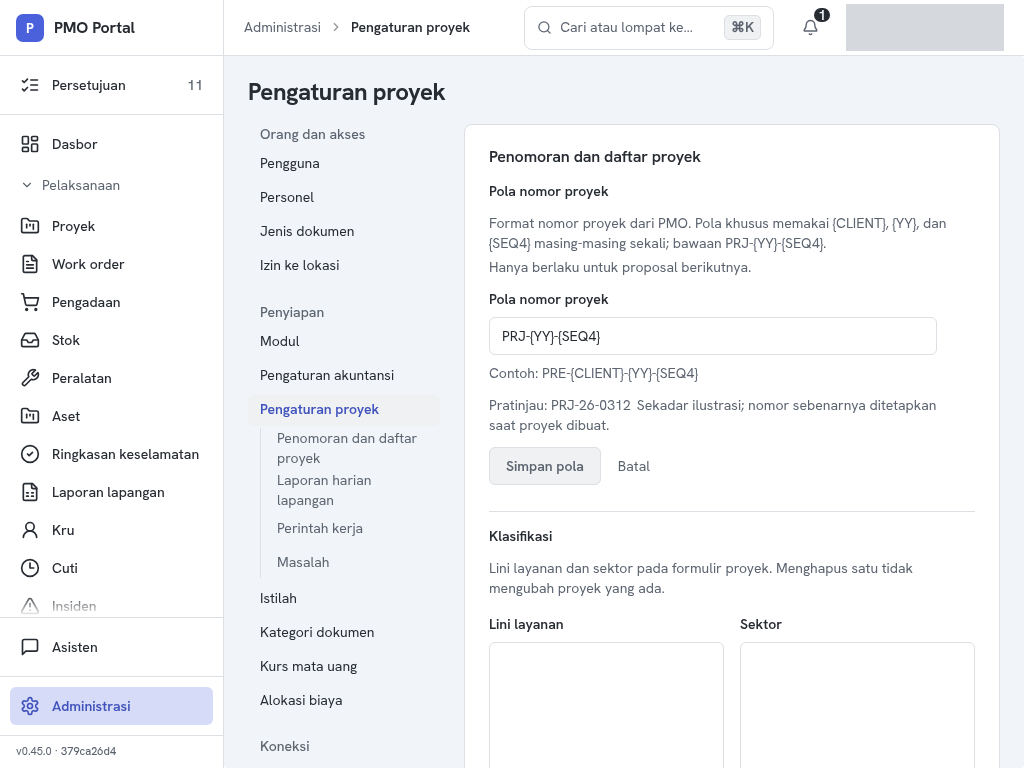 P PMO Portal
Administrasi > Pengaturan proyek
Cari atau lompat ke... ⌘K
1
Persetujuan 11
Dasbor
Pelaksanaan
Proyek
Work order
Pengadaan
Stok
Peralatan
Aset
Ringkasan keselamatan
Laporan lapangan
Kru
Cuti
Insiden
Asisten
Administrasi
v0.45.0 · 379ca26d4
Pengaturan proyek
Orang dan akses
Pengguna
Personel
Jenis dokumen
Izin ke lokasi
Penyiapan
Modul
Pengaturan akuntansi
Pengaturan proyek
Penomoran dan daftar
proyek
Laporan harian
lapangan
Perintah kerja
Masalah
Istilah
Kategori dokumen
Kurs mata uang
Alokasi biaya
Koneksi
Penomoran dan daftar proyek
Pola nomor proyek
Format nomor proyek dari PMO. Pola khusus memakai {CLIENT}, {YY}, dan
{SEQ4} masing-masing sekali; bawaan PRJ-{YY}-{SEQ4}.
Hanya berlaku untuk proposal berikutnya.
Pola nomor proyek
PRJ-{YY}-{SEQ4}
Contoh: PRE-{CLIENT}-{YY}-{SEQ4}
Pratinjau: PRJ-26-0312 Sekadar ilustrasi; nomor sebenarnya ditetapkan
saat proyek dibuat.
Simpan pola Batal
Klasifikasi
Lini layanan dan sektor pada formulir proyek. Menghapus satu tidak
mengubah proyek yang ada.
Lini layanan Sektor